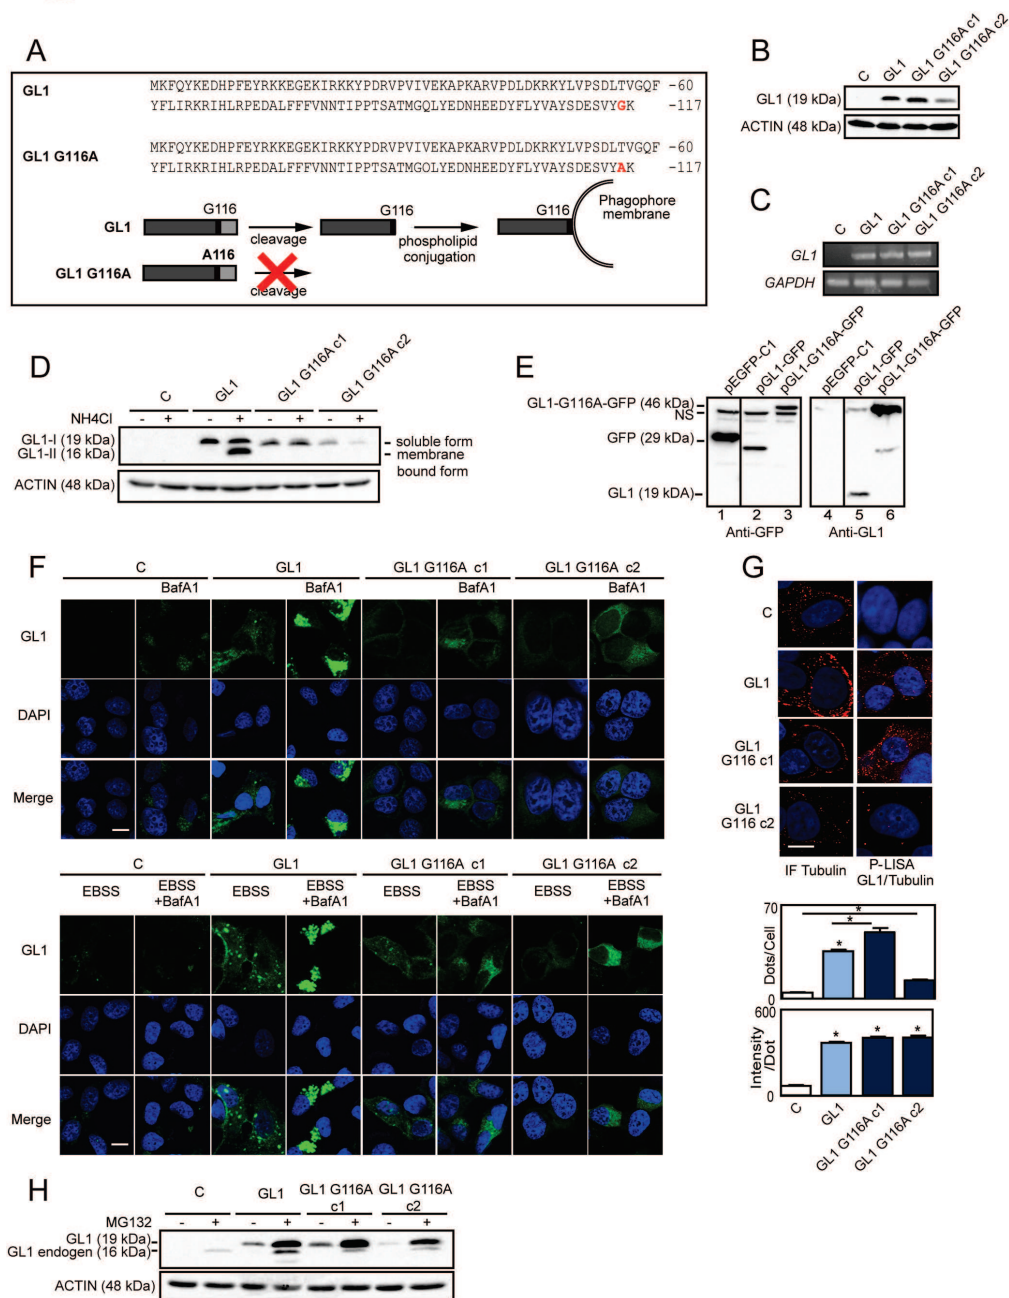 A
GL1
MKFQYKEDHPFEYRKKEGEKIRKKYPDRVPVIVEKAPKARVPDLDKRKYLVPSDLTVGQF -60
YFLIRKRIHLRPEDALFFFVNNTIPPTSATMGQLYEDNHEEDYFLYVAYSDESVYGK -117
GL1 G116A
MKFQYKEDHPFEYRKKEGEKIRKKYPDRVPVIVEKAPKARVPDLDKRKYLVPSDLTVGQF -60
YFLIRKRIHLRPEDALFFFVNNTIPPTSATMGQLYEDNHEEDYFLYVAYSDESVYAK -117
GL1 G116 G116 G116 Phagophore membrane
cleavage phospholipid conjugation
GL1 G116A A116
cleavage
B
C GL1 GL1 G116A c1 GL1 G116A c2
GL1 (19 kDa)
ACTIN (48 kDa)
C
C GL1 GL1 G116A c1 GL1 G116A c2
GL1
GAPDH
D
C GL1 GL1 G116A c1 GL1 G116A c2
NH4Cl - + - + - + - +
GL1-I (19 kDa) soluble form
GL1-II (16 kDa) membrane bound form
ACTIN (48 kDa)
E
pEGFP-C1 pGL1-GFP pGL1-G116A-GFP pEGFP-C1 pGL1-GFP pGL1-G116A-GFP
GL1-G116A-GFP (46 kDa)
NS
GFP (29 kDa)
GL1 (19 kDA)
1 2 3 4 5 6
Anti-GFP Anti-GL1
F
C GL1 GL1 G116A c1 GL1 G116A c2
BafA1 BafA1 BafA1 BafA1
GL1
DAPI
Merge
C GL1 GL1 G116A c1 GL1 G116A c2
EBSS EBSS +BafA1 EBSS EBSS +BafA1 EBSS EBSS +BafA1 EBSS EBSS +BafA1
GL1
DAPI
Merge
G
C
GL1
GL1 G116 c1
GL1 G116 c2
IF Tubulin P-LISA GL1/Tubulin
Dots/Cell
70
0
* * * 
Intensity /Dot
600
0
* * *
C GL1 GL1 G116A c1 GL1 G116A c2
H
C GL1 GL1 G116A c1 GL1 G116A c2
MG132 - + - + - + - +
GL1 (19 kDa)
GL1 endogen (16 kDa)
ACTIN (48 kDa)